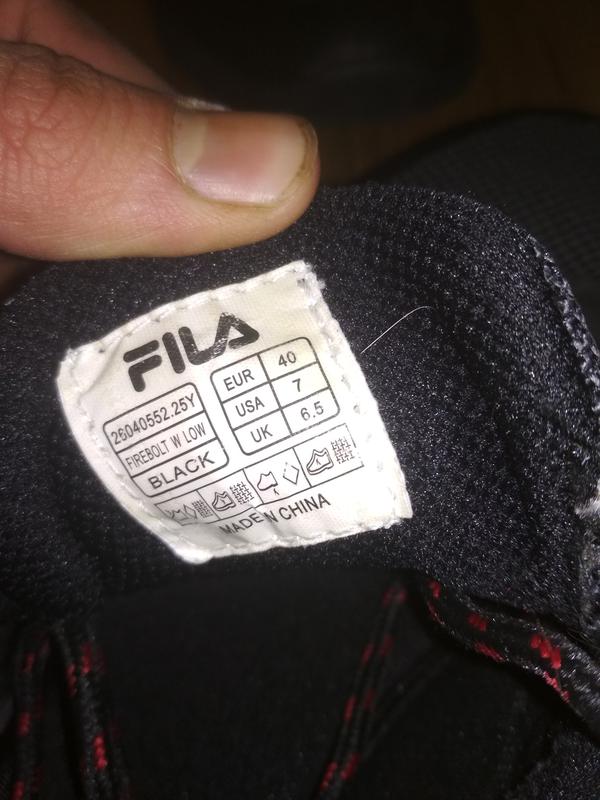 FILA
26040552.25Y
FIREBOLT W LOW
BLACK
EUR 40
USA 7
UK 6.5
MADE IN CHINA